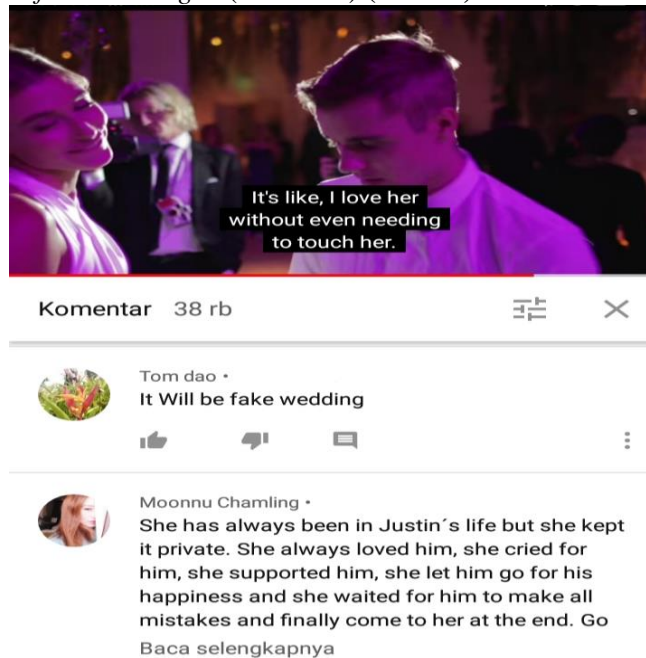 It's like, I love her
without even needing
to touch her.
Komentar 38 rb
Tom dao •
It Will be fake wedding
Moonnu Chamling •
She has always been in Justin´s life but she kept
it private. She always loved him, she cried for
him, she supported him, she let him go for his
happiness and she waited for him to make all
mistakes and finally come to her at the end. Go
Baca selengkapnya